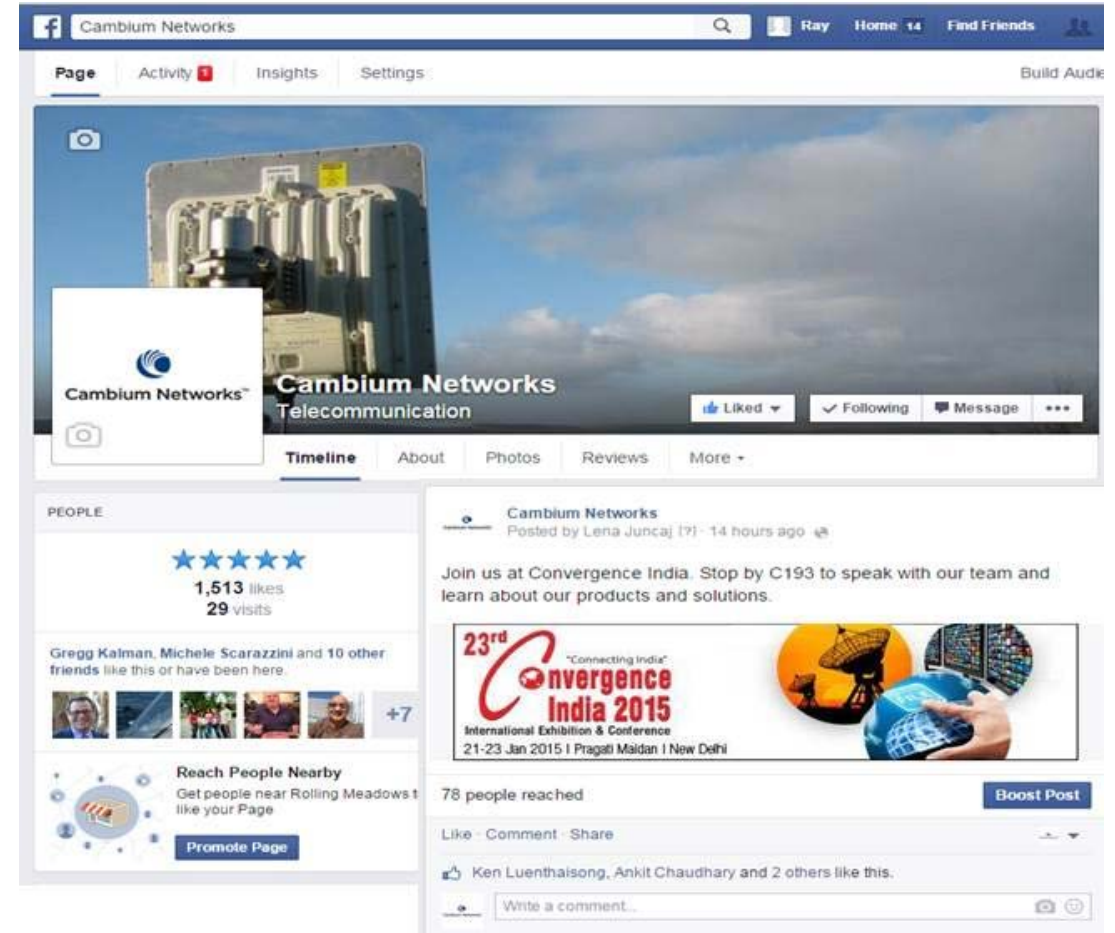 Cambium Networks
Ray Home 14 Find Friends
Page Activity 1 Insights Settings Build Audie
Cambium Networks™
Cambium Networks
Telecommunication
Liked Following Message
Timeline About Photos Reviews More
PEOPLE
1,513 likes
29 visits
Gregg Kalman, Michele Scarazzini and 10 other
friends like this or have been here.
+7
Reach People Nearby
Get people near Rolling Meadows t
like your Page
Promote Page
Cambium Networks
Posted by Lena Juncaj [?] · 14 hours ago
Join us at Convergence India. Stop by C193 to speak with our team and
learn about our products and solutions.
23rd
"Connecting India"
Convergence
India 2015
International Exhibition & Conference
21-23 Jan 2015 I Pragati Maidan I New Delhi
78 people reached Boost Post
Like · Comment · Share
Ken Luenthaisong, Ankit Chaudhary and 2 others like this.
Write a comment...